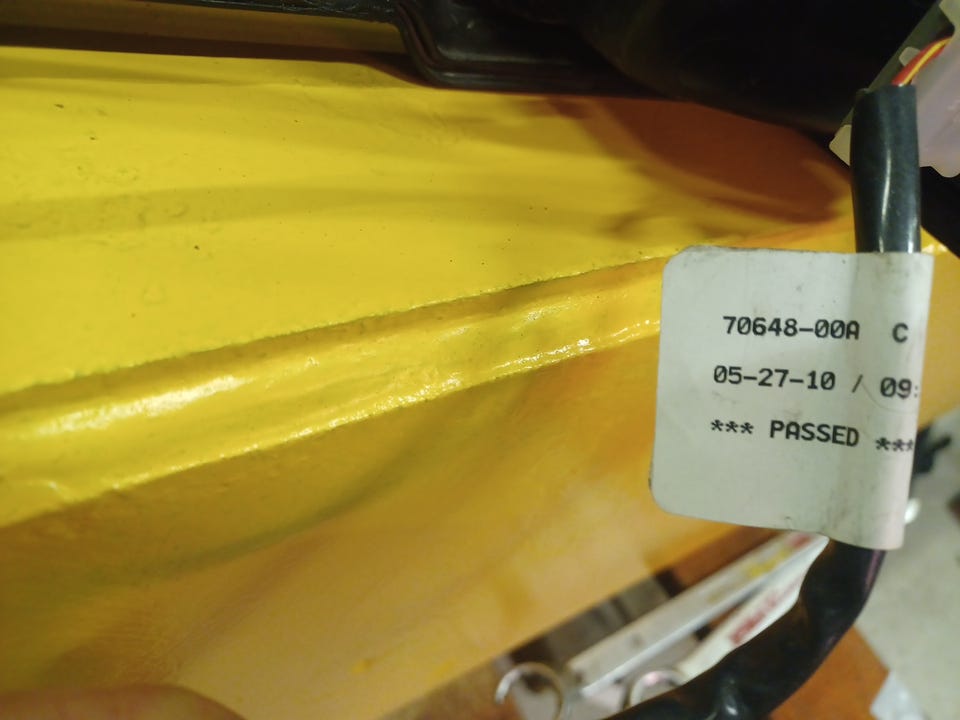 70648-00A C
05-27-10 / 09:
*** PASSED ***